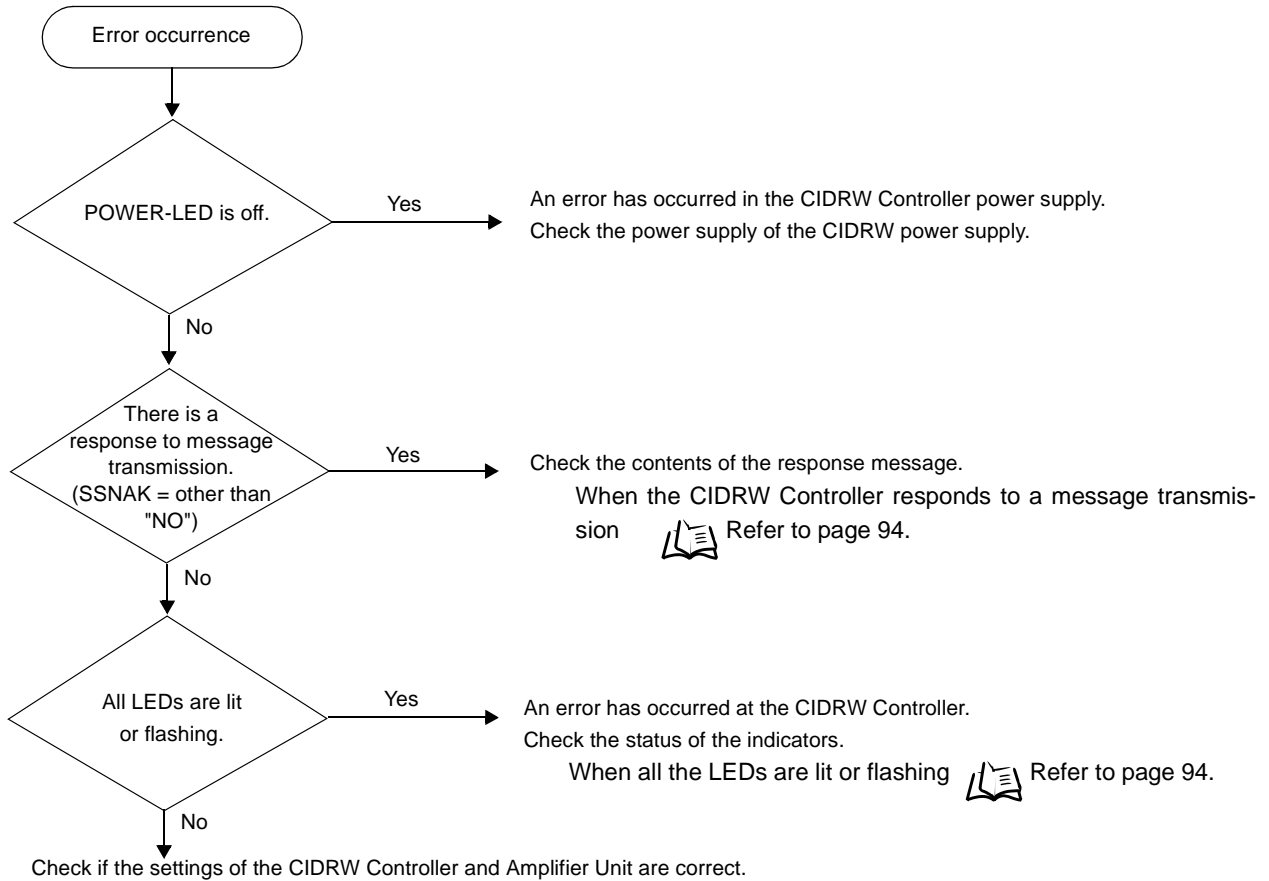 Error occurrence
POWER-LED is off.
Yes
An error has occurred in the CIDRW Controller power supply.
Check the power supply of the CIDRW power supply.
No
There is a
response to message
transmission.
(SSNAK = other than
"NO")
Yes
Check the contents of the response message.
When the CIDRW Controller responds to a message transmis-
sion Refer to page 94.
No
All LEDs are lit
or flashing.
Yes
An error has occurred at the CIDRW Controller.
Check the status of the indicators.
When all the LEDs are lit or flashing Refer to page 94.
No
Check if the settings of the CIDRW Controller and Amplifier Unit are correct.